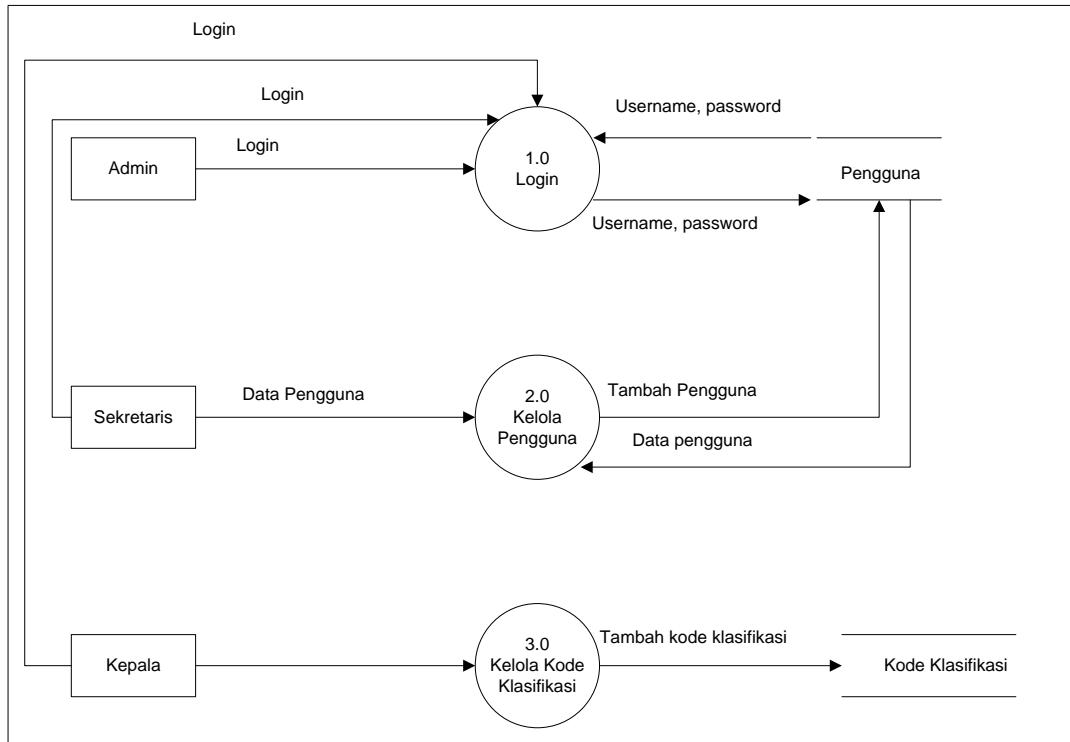 Login
Login
Login
Admin
1.0
Login
Username, password
Pengguna
Username, password
Sekretaris
Data Pengguna
2.0
Kelola
Pengguna
Tambah Pengguna
Data pengguna
Kepala
3.0
Kelola Kode
Klasifikasi
Tambah kode klasifikasi
Kode Klasifikasi